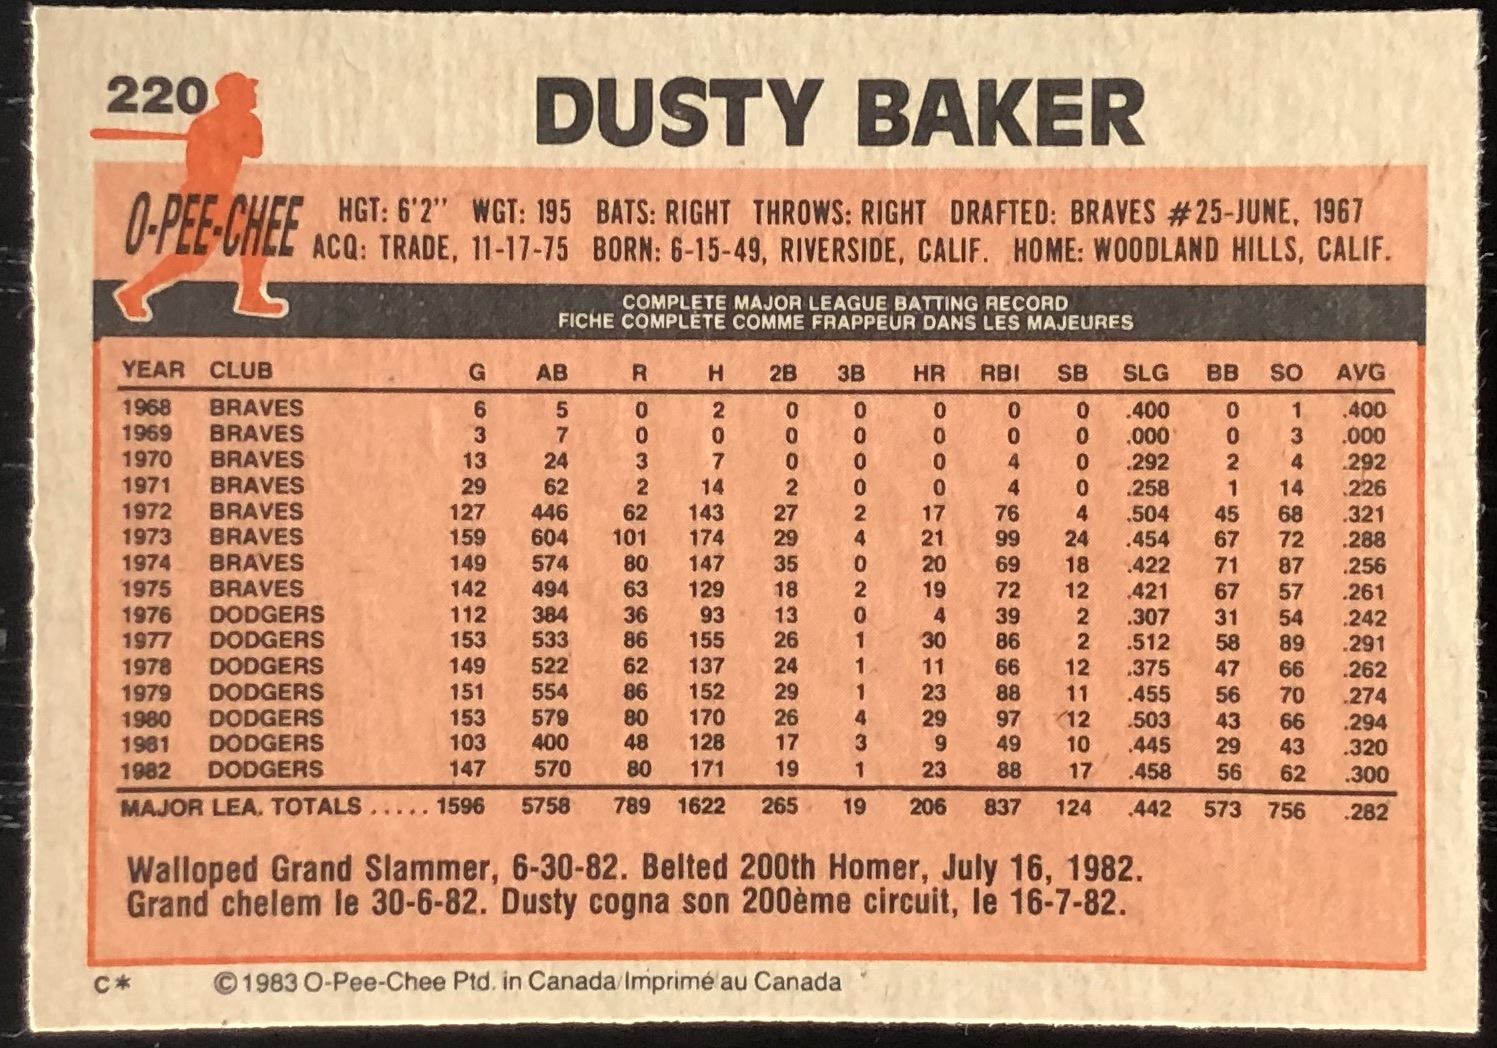 220 DUSTY BAKER
O-PEE-CHEE
HGT: 6'2" WGT: 195 BATS: RIGHT THROWS: RIGHT DRAFTED: BRAVES #25-JUNE, 1967
ACQ: TRADE, 11-17-75 BORN: 6-15-49, RIVERSIDE, CALIF. HOME: WOODLAND HILLS, CALIF.
COMPLETE MAJOR LEAGUE BATTING RECORD
FICHE COMPLETE COMME FRAPPEUR DANS LES MAJEURES
YEAR CLUB G AB R H 2B 3B HR RBI SB SLG BB SO AVG
1968 BRAVES 6 5 0 2 0 0 0 0 0 .400 0 1 .400
1969 BRAVES 3 7 0 0 0 0 0 0 0 .000 0 3 .000
1970 BRAVES 13 24 3 7 0 0 0 4 0 .292 2 4 .292
1971 BRAVES 29 62 2 14 2 0 0 4 0 .258 1 14 .226
1972 BRAVES 127 446 62 143 27 2 17 76 4 .504 45 68 .321
1973 BRAVES 159 604 101 174 29 4 21 99 24 .454 67 72 .288
1974 BRAVES 149 574 80 147 35 0 20 69 18 .422 71 87 .256
1975 BRAVES 142 494 63 129 18 2 19 72 12 .421 67 57 .261
1976 DODGERS 112 384 36 93 13 0 4 39 2 .307 31 54 .242
1977 DODGERS 153 533 86 155 26 1 30 86 2 .512 58 89 .291
1978 DODGERS 149 522 62 137 24 1 11 66 12 .375 47 66 .262
1979 DODGERS 151 554 86 152 29 1 23 88 11 .455 56 70 .274
1980 DODGERS 153 579 80 170 26 4 29 97 12 .503 43 66 .294
1981 DODGERS 103 400 48 128 17 3 9 49 10 .445 29 43 .320
1982 DODGERS 147 570 80 171 19 1 23 88 17 .458 56 62 .300
MAJOR LEA. TOTALS ..... 1596 5758 789 1622 265 19 206 837 124 .442 573 756 .282
Walloped Grand Slammer, 6-30-82. Belted 200th Homer, July 16, 1982.
Grand chelem le 30-6-82. Dusty cogna son 200ème circuit, le 16-7-82.
C* ©1983 O-Pee-Chee Ptd. in Canada/Imprimé au Canada